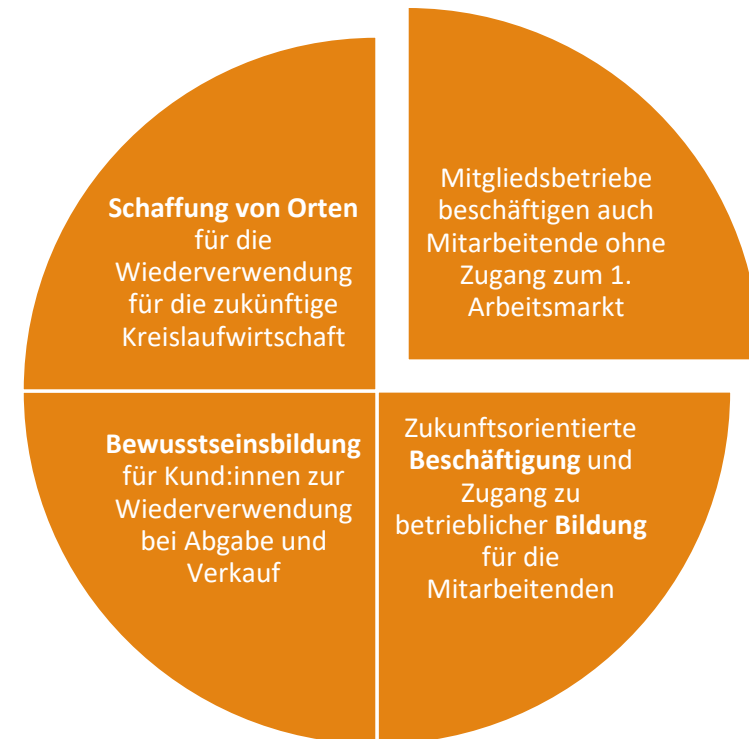 Schaffung von Orten
für die
Wiederverwendung
für die zukünftige
Kreislaufwirtschaft
Mitgliedsbetriebe
beschäftigen auch
Mitarbeitende ohne
Zugang zum 1.
Arbeitsmarkt
Bewusstseinsbildung
für Kund:innen zur
Wiederverwendung
bei Abgabe und
Verkauf
Zukunftsorientierte
Beschäftigung und
Zugang zu
betrieblicher Bildung
für die
Mitarbeitenden